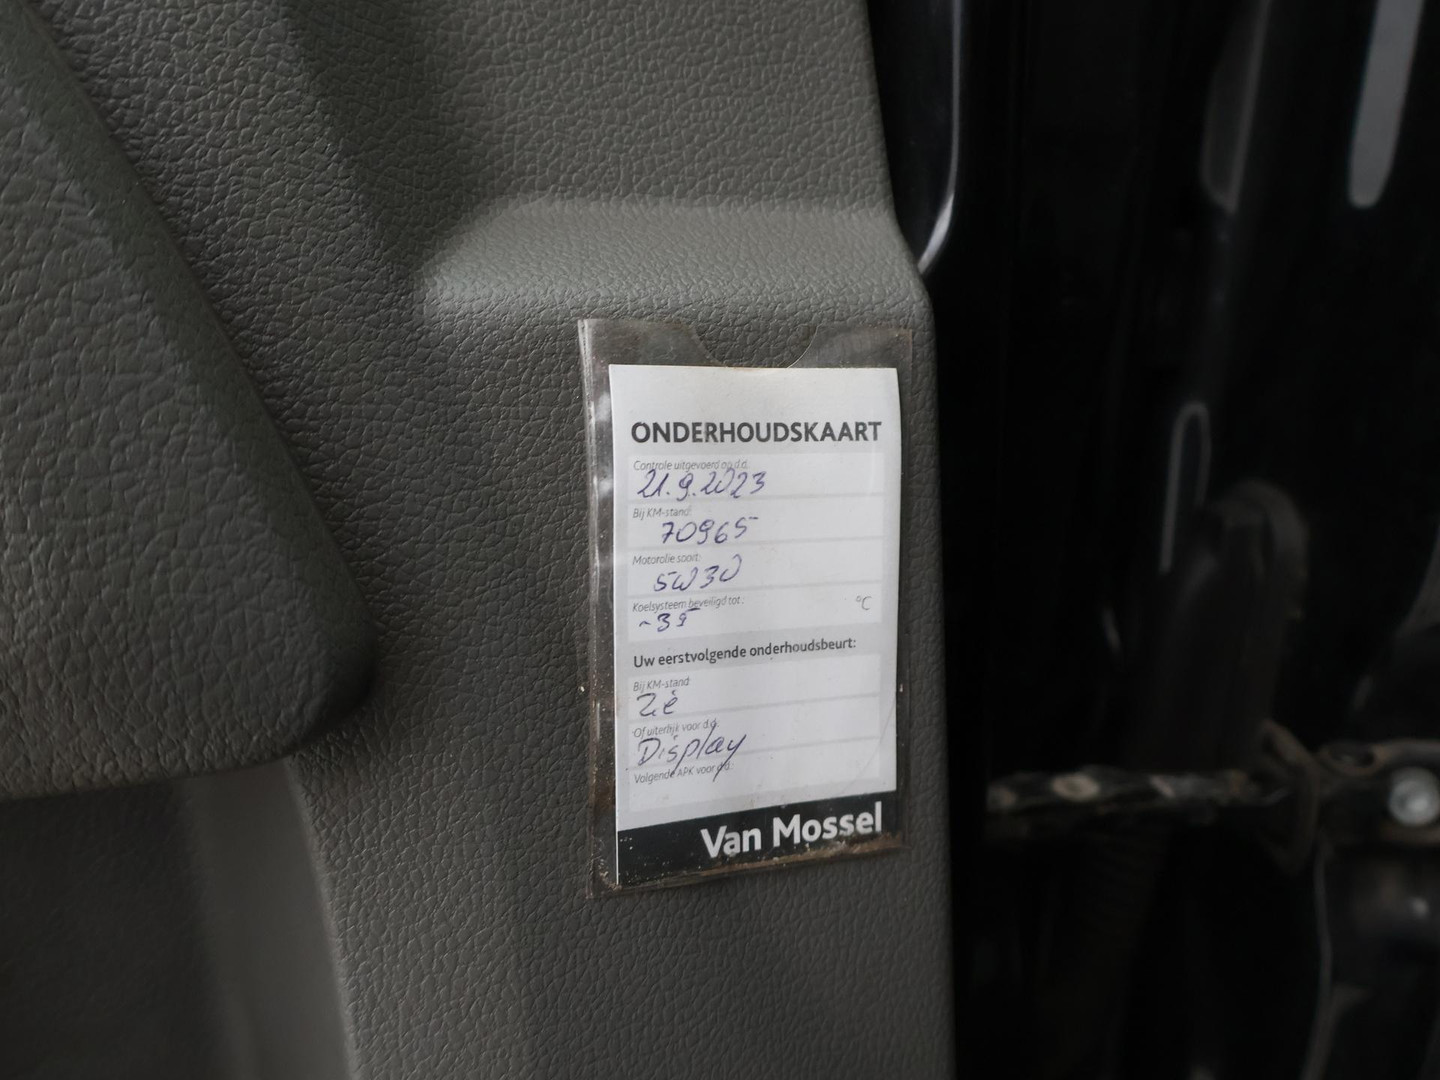 ONDERHOUDSKAART
Controle uitgevoerd op d.d.
21.9.2023
Bij KM-stand:
70965
Motorolie soort:
5W30
Koelsysteem beveiligd tot: °C
-35
Uw eerstvolgende onderhoudsbeurt:
Bij KM-stand
Zie
Of uiterlijk voor d.d.
Display
Volgende APK voor d.d.
Van Mossel